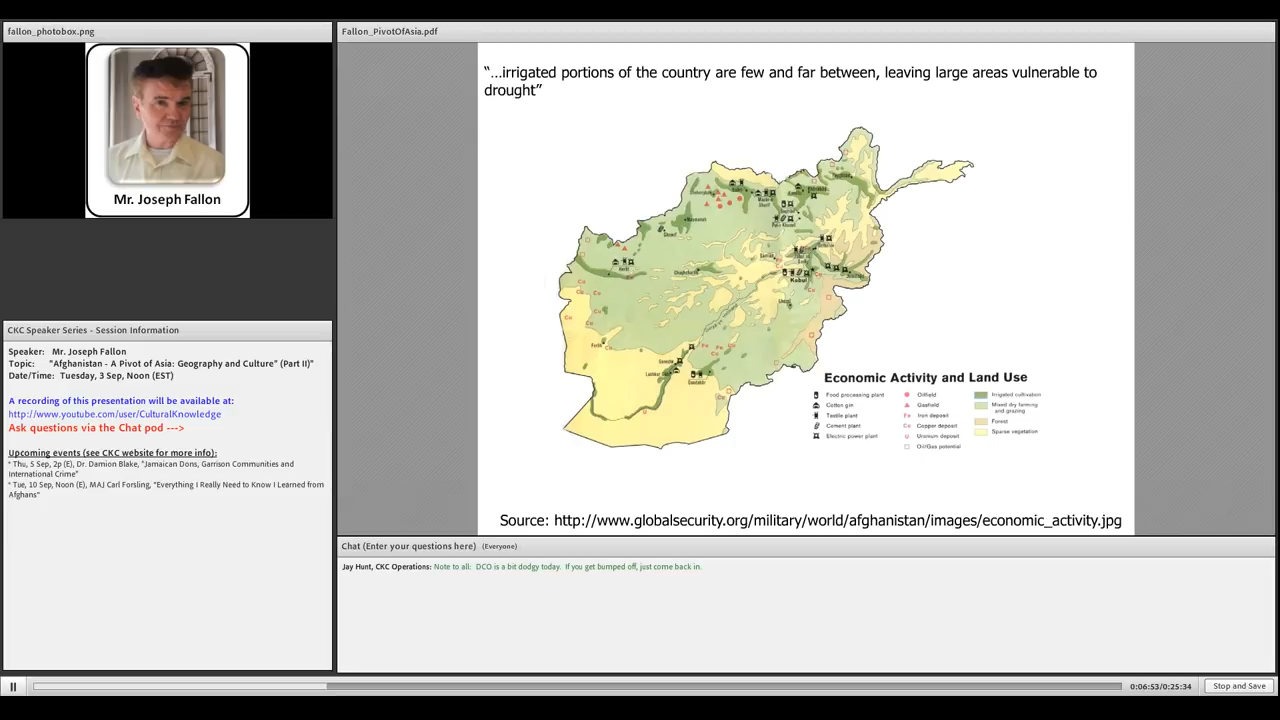 fallon_photobox.png
Mr. Joseph Fallon
CKC Speaker Series - Session Information
Speaker: Mr. Joseph Fallon
Topic: "Afghanistan - A Pivot of Asia: Geography and Culture" (Part II)"
Date/Time: Tuesday, 3 Sep, Noon (EST)
A recording of this presentation will be available at:
http://www.youtube.com/user/CulturalKnowledge
Ask questions via the Chat pod --->
Upcoming events (see CKC website for more info):
* Thu, 5 Sep, 2p (E), Dr. Damion Blake, "Jamaican Dons, Garrison Communities and
International Crime"
* Tue, 10 Sep, Noon (E), MAJ Carl Forsling, "Everything I Really Need to Know I Learned from
Afghans"
Fallon_PivotOfAsia.pdf
“…irrigated portions of the country are few and far between, leaving large areas vulnerable to
drought”
Kabul
Economic Activity and Land Use
Food processing plant
Cotton gin
Textile plant
Cement plant
Electric power plant
Oilfield
Gasfield
Fe Iron deposit
Cu Copper deposit
U Uranium deposit
Oil/Gas potential
Irrigated cultivation
Mixed dry farming
and grazing
Forest
Sparse vegetation
Source: http://www.globalsecurity.org/military/world/afghanistan/images/economic_activity.jpg
Chat (Enter your questions here) (Everyone)
Jay Hunt, CKC Operations: Note to all: DCO is a bit dodgy today. If you get bumped off, just come back in.
0:06:53/0:25:34
Stop and Save